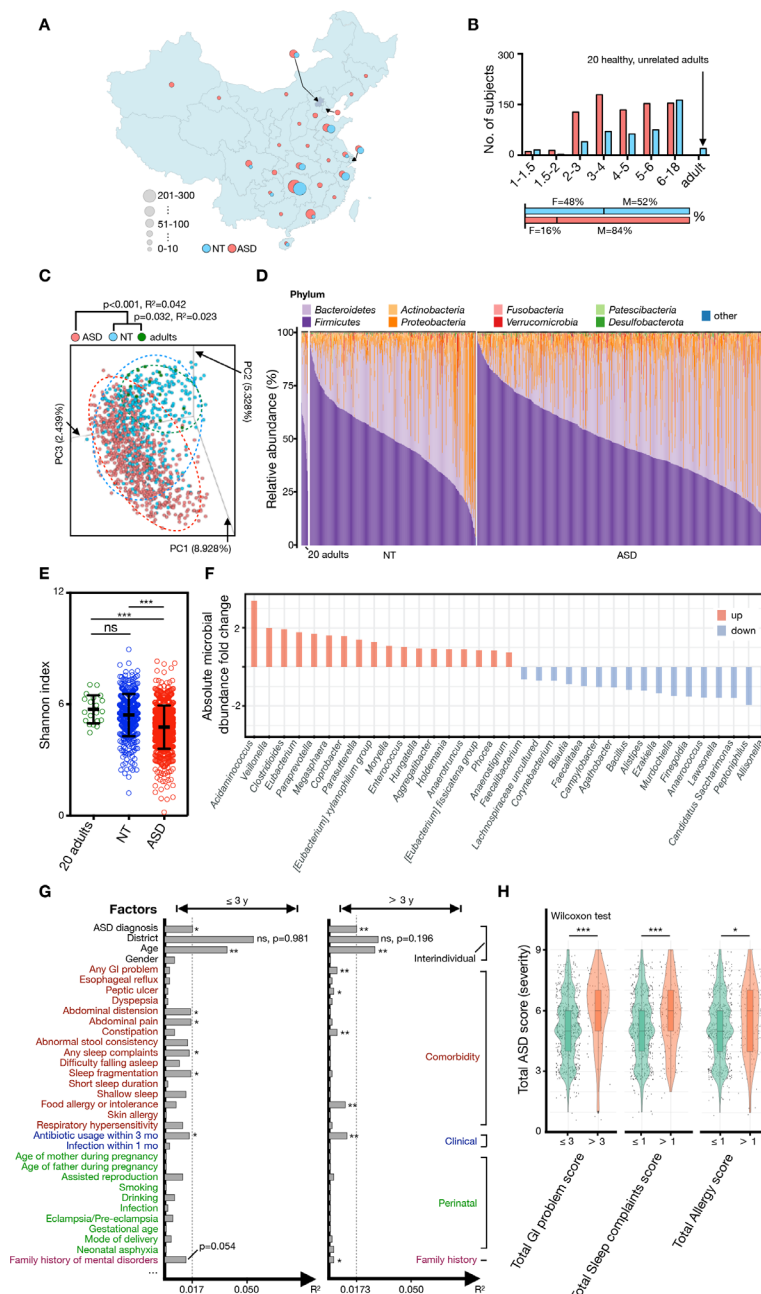 A
201-300
51-100
0-10
NT
ASD
B
300
150
0
No. of subjects
20 healthy, unrelated adults
1-1.5
1.5-2
2-3
3-4
4-5
5-6
6-18
adult
F=48%
M=52%
%
F=16%
M=84%
C
p<0.001, R²=0.042
p=0.032, R²=0.023
ASD
NT
adults
PC2 (5.328%)
PC3 (2.439%)
PC1 (8.928%)
D
Phylum
Bacteroidetes
Actinobacteria
Fusobacteria
Patescibacteria
other
Firmicutes
Proteobacteria
Verrucomicrobia
Desulfobacterota
Relative abundance (%)
100
75
50
25
0
20 adults
NT
ASD
E
12
6
0
Shannon index
***
***
ns
20 adults
NT
ASD
F
Absolute microbial
dbundance fold change
2
0
-2
up
down
Acidaminococcus
Veillonella
Clostridioides
Eubacterium
Paraprevotella
Megasphaera
Coprobacter
Parasutterella
[Eubacterium] xylanophilum group
Moryella
Enterococcus
Hungatella
Aggregatibacter
Holdemania
Anaerotruncus
[Eubacterium] fissicatena group
Phocea
Anaerostignum
Faecalibacterium
Lachnospiraceae uncultured
Corynebacterium
Blautia
Faecalitalea
Campylobacter
Agathobacter
Bacillus
Alistipes
Ezakiella
Murdochiella
Finegoldia
Anaerococcus
Lawsonella
Candidatus Saccharimonas
Peptoniphilus
Allisonella
G
Factors
≤ 3 y
> 3 y
ASD diagnosis
*
**
District
ns, p=0.981
ns, p=0.196
Age
**
**
Gender
Interindividual
Any GI problem
**
Esophageal reflux
Peptic ulcer
*
Dyspepsia
Abdominal distension
*
Abdominal pain
*
Constipation
**
Abnormal stool consistency
Any sleep complaints
*
Comorbidity
Difficulty falling asleep
Sleep fragmentation
*
Short sleep duration
Shallow sleep
Food allergy or intolerance
**
Skin allergy
Respiratory hypersensitivity
Antibiotic usage within 3 mo
*
**
Infection within 1 mo
Clinical
Age of mother during pregnancy
Age of father during pregnancy
Assisted reproduction
Smoking
Drinking
Perinatal
Infection
Eclampsia/Pre-eclampsia
Gestational age
Mode of delivery
Neonatal asphyxia
p=0.054
Family history of mental disorders
*
Family history
...
0.017
0.050
R²
0.0173
0.050
R²
H
Wilcoxon test
***
***
*
Total ASD score (severity)
9
6
3
0
≤ 3
> 3
≤ 1
> 1
≤ 1
> 1
Total GI problem score
Total Sleep complaints score
Total Allergy score